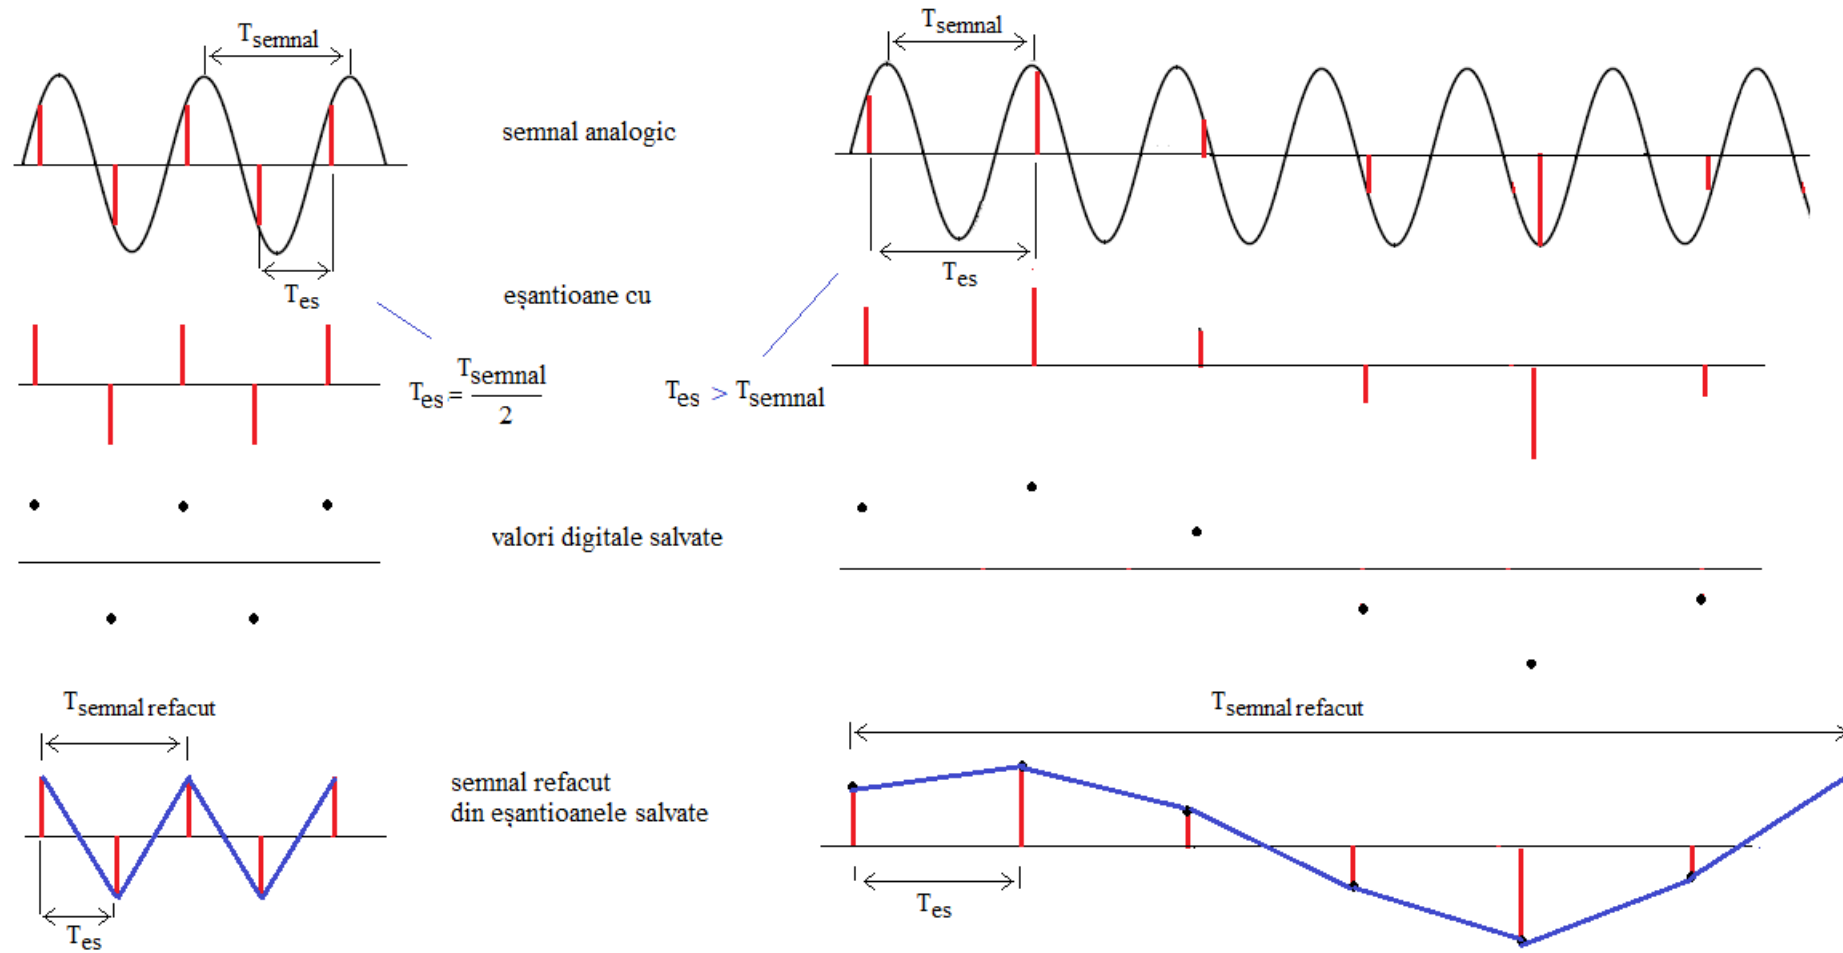 Tsemnal
Tsemnal
semnal analogic
Tes
Tes
eșantioane cu
Tes = Tsemnal
2
Tes > Tsemnal
valori digitale salvate
Tsemnal refacut
Tsemnal refacut
semnal refacut
din eșantioanele salvate
Tes
Tes